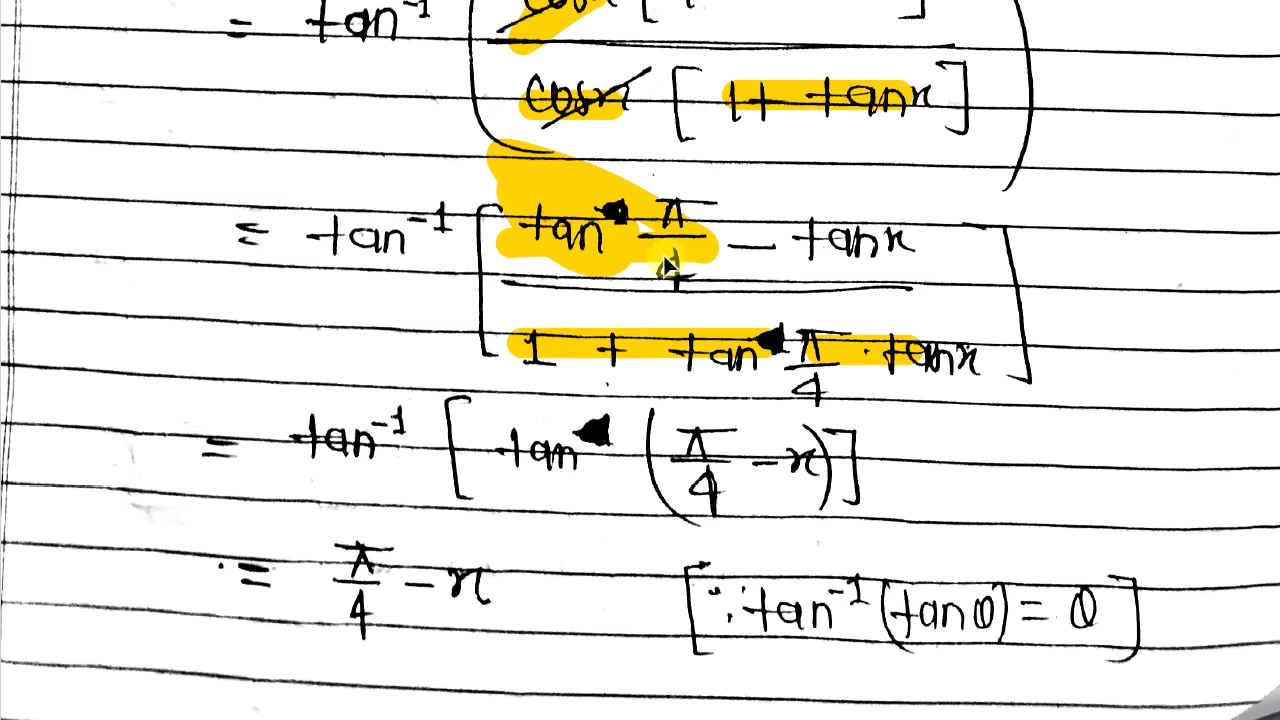 = tan⁻¹
cosx [1 + tanx]
= tan⁻¹ [ tan π/4 − tanx
1 + tan π/4 · tanx ]
= tan⁻¹ [ tan (π/4 − x) ]
= π/4 − x [∵ tan⁻¹(tanθ) = θ]